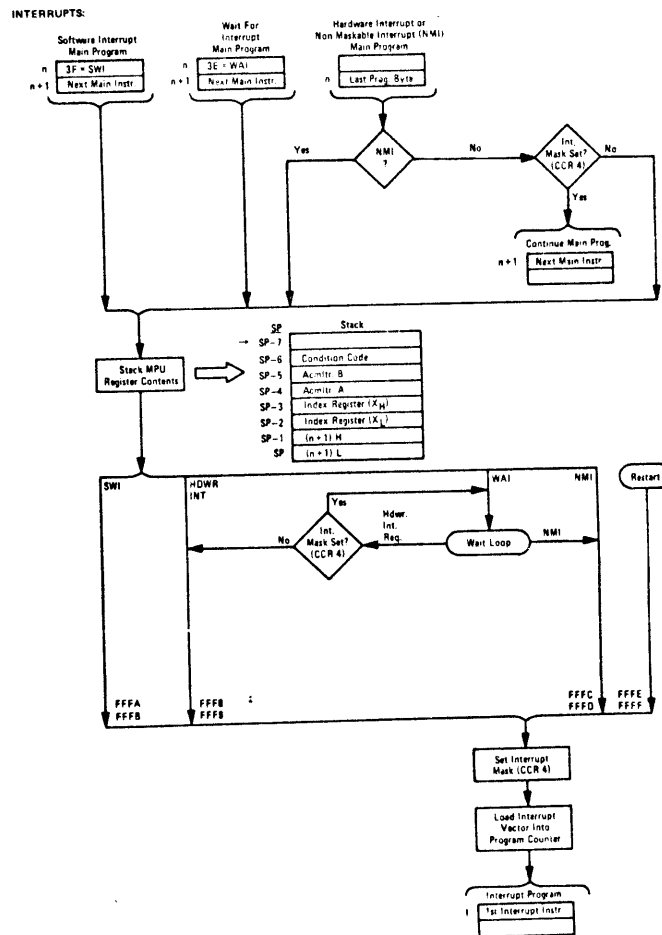 INTERRUPTS:
Software Interrupt
Main Program
n 3F = SWI
n+1 Next Main Instr.
Wait For
Interrupt
Main Program
n 3E = WAI
n+1 Next Main Instr.
Hardware Interrupt or
Non Maskable Interrupt (NMI)
Main Program
n Last Prog. Byte
Yes
NMI
?
No
Int.
Mask Set?
(CCR 4)
No
Yes
Continue Main Prog.
n+1 Next Main Instr
Stack MPU
Register Contents
SP Stack
→ SP-7
SP-6 Condition Code
SP-5 Acmltr. B
SP-4 Acmltr. A
SP-3 Index Register (XH)
SP-2 Index Register (XL)
SP-1 (n+1) H
SP (n+1) L
SWI
HDWR
INT
WAI
NMI
Restart
Yes
Int.
Mask Set?
(CCR 4)
No
Hdwr.
Int.
Req.
Wait Loop
NMI
FFFA
FFFB
FFF8
FFF9
FFFC
FFFD
FFFE
FFFF
Set Interrupt
Mask (CCR 4)
Load Interrupt
Vector Into
Program Counter
Interrupt Program
1st Interrupt Instr